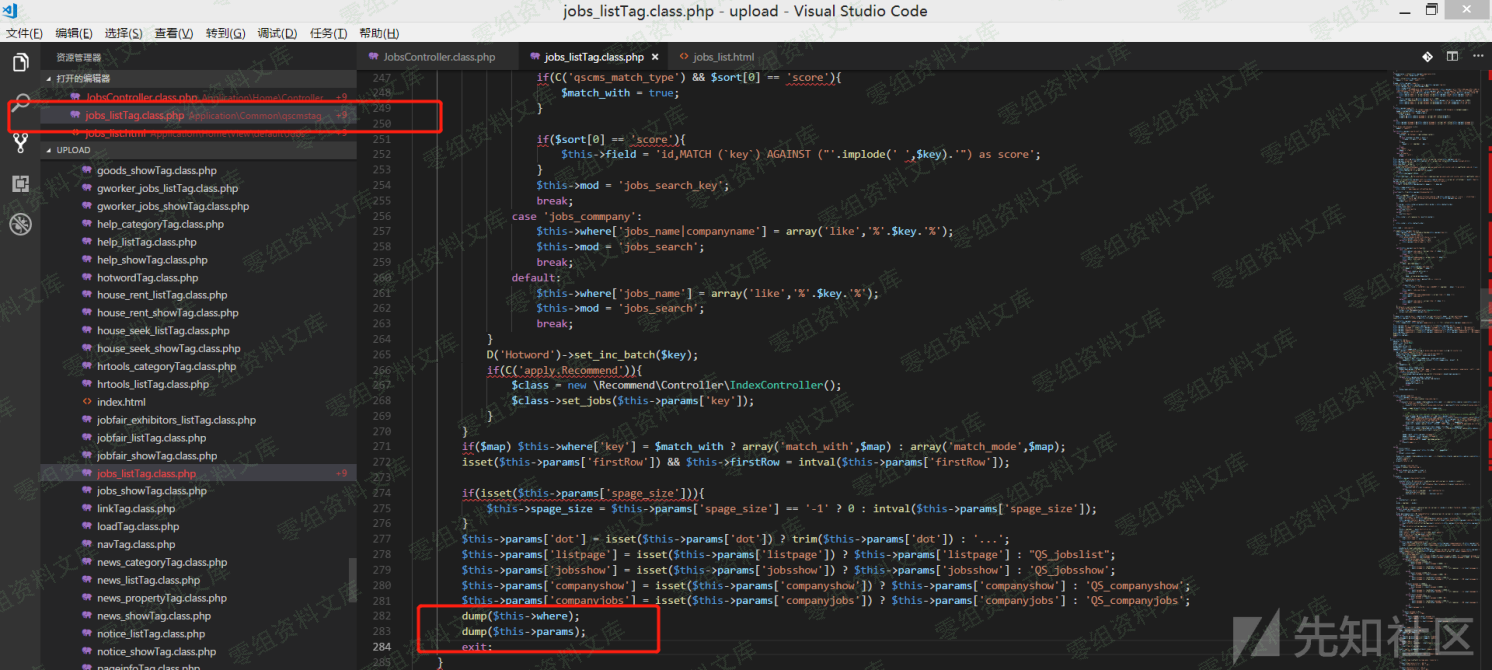 jobs_listTag.class.php - upload - Visual Studio Code
文件(F) 编辑(E) 选择(S) 查看(V) 转到(G) 调试(D) 任务(T) 帮助(H)
资源管理器
JobsController.class.php jobs_listTag.class.php jobs_list.html
打开的编辑器
JobsController.class.php Application\Home\Controller +9
jobs_listTag.class.php Application\Common\qscmstag +9
jobs_list.html Application\Home\View\default\Jobs
UPLOAD
goods_showTag.class.php
gworker_jobs_listTag.class.php
gworker_jobs_showTag.class.php
help_categoryTag.class.php
help_listTag.class.php
help_showTag.class.php
hotwordTag.class.php
house_rent_listTag.class.php
house_rent_showTag.class.php
house_seek_listTag.class.php
house_seek_showTag.class.php
hrtools_categoryTag.class.php
hrtools_listTag.class.php
index.html
jobfair_exhibitors_listTag.class.php
jobfair_listTag.class.php
jobfair_showTag.class.php
jobs_listTag.class.php +9
jobs_showTag.class.php
linkTag.class.php
loadTag.class.php
navTag.class.php
news_categoryTag.class.php
news_listTag.class.php
news_propertyTag.class.php
news_showTag.class.php
notice_listTag.class.php
notice_showTag.class.php
pageinfoTag.class.php
247 if(C('qscms_match_type') && $sort[0] == 'score'){
248 $match_with = true;
249 }
250
251 if($sort[0] == 'score'){
252 $this->field = 'id,MATCH (`key`) AGAINST ("'.implode(' ',$key).'") as score';
253 }
254 $this->mod = 'jobs_search_key';
255 break;
256 case 'jobs_commpany':
257 $this->where['jobs_name|companyname'] = array('like','%'.$key.'%');
258 $this->mod = 'jobs_search';
259 break;
260 default:
261 $this->where['jobs_name'] = array('like','%'.$key.'%');
262 $this->mod = 'jobs_search';
263 break;
264 }
265 D('Hotword')->set_inc_batch($key);
266 if(C('apply.Recommend')){
267 $class = new \Recommend\Controller\IndexController();
268 $class->set_jobs($this->params['key']);
269 }
270 }
271 if($map) $this->where['key'] = $match_with ? array('match_with',$map) : array('match_mode',$map);
272 isset($this->params['firstRow']) && $this->firstRow = intval($this->params['firstRow']);
273
274 if(isset($this->params['spage_size'])){
275 $this->spage_size = $this->params['spage_size'] == '-1' ? 0 : intval($this->params['spage_size']);
276 }
277 $this->params['dot'] = isset($this->params['dot']) ? trim($this->params['dot']) : '...';
278 $this->params['listpage'] = isset($this->params['listpage']) ? $this->params['listpage'] : "QS_jobslist";
279 $this->params['jobsshow'] = isset($this->params['jobsshow']) ? $this->params['jobsshow'] : 'QS_jobsshow';
280 $this->params['companyshow'] = isset($this->params['companyshow']) ? $this->params['companyshow'] : 'QS_companyshow';
281 $this->params['companyjobs'] = isset($this->params['companyjobs']) ? $this->params['companyjobs'] : 'QS_companyjobs';
282 dump($this->where);
283 dump($this->params);
284 exit;
285 }
零组资料文库
先知社区